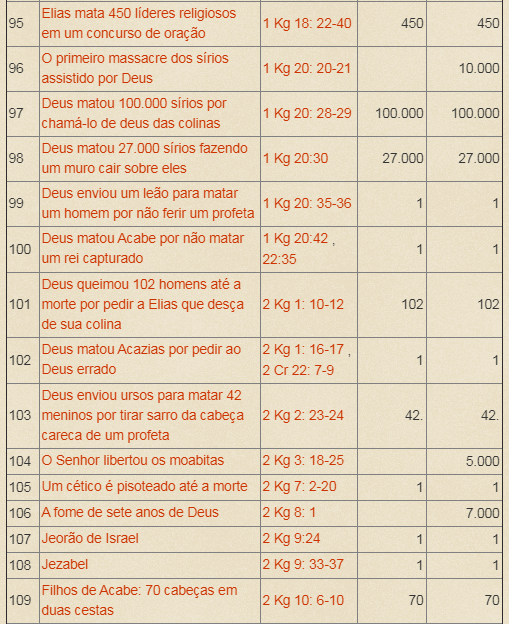 95 Elias mata 450 líderes religiosos em um concurso de oração 1 Kg 18: 22-40 450 450
96 O primeiro massacre dos sírios assistido por Deus 1 Kg 20: 20-21 10.000
97 Deus matou 100.000 sírios por chamá-lo de deus das colinas 1 Kg 20: 28-29 100.000 100.000
98 Deus matou 27.000 sírios fazendo um muro cair sobre eles 1 Kg 20:30 27.000 27.000
99 Deus enviou um leão para matar um homem por não ferir um profeta 1 Kg 20: 35-36 1 1
100 Deus matou Acabe por não matar um rei capturado 1 Kg 20:42 , 22:35 1 1
101 Deus queimou 102 homens até a morte por pedir a Elias que desça de sua colina 2 Kg 1: 10-12 102 102
102 Deus matou Acazias por pedir ao Deus errado 2 Kg 1: 16-17 , 2 Cr 22: 7-9 1 1
103 Deus enviou ursos para matar 42 meninos por tirar sarro da cabeça careca de um profeta 2 Kg 2: 23-24 42. 42.
104 O Senhor libertou os moabitas 2 Kg 3: 18-25 5.000
105 Um cético é pisoteado até a morte 2 Kg 7: 2-20 1 1
106 A fome de sete anos de Deus 2 Kg 8: 1 7.000
107 Jeorão de Israel 2 Kg 9:24 1 1
108 Jezabel 2 Kg 9: 33-37 1 1
109 Filhos de Acabe: 70 cabeças em duas cestas 2 Kg 10: 6-10 70 70